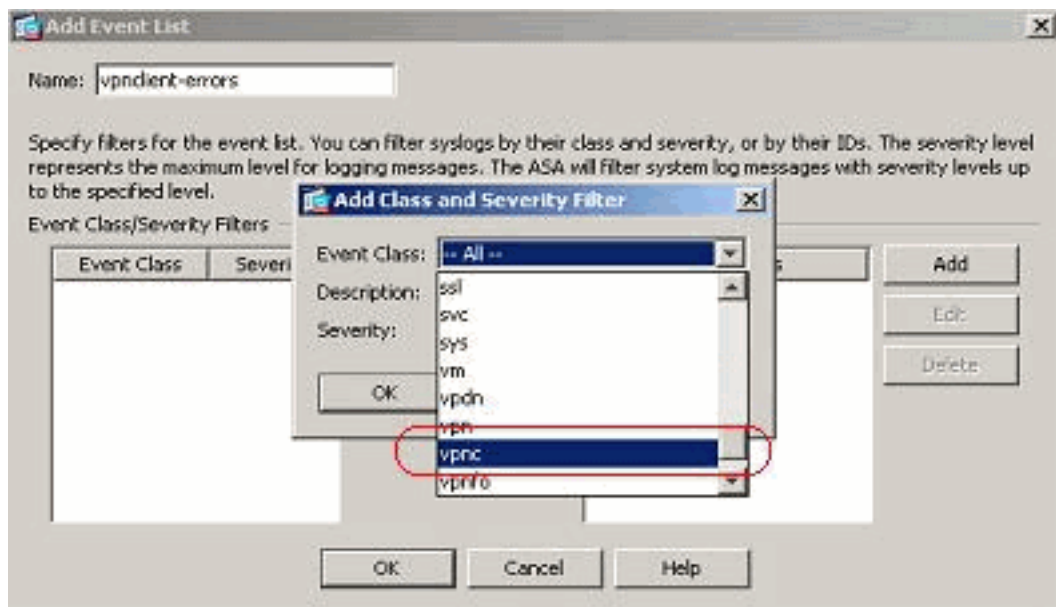 Add Event List
Name: vpnclient-errors
Specify filters for the event list. You can filter syslogs by their class and severity, or by their IDs. The severity level
represents the maximum level for logging messages. The ASA will filter system log messages with severity levels up
to the specified level.
Event Class/Severity Filters
Event Class Severi
Add
Edit
Delete
Add Class and Severity Filter
Event Class: -- All --
Description:
Severity:
ssl
svc
sys
vm
vpdn
vpn
vpnc
vpnfo
OK
OK Cancel Help